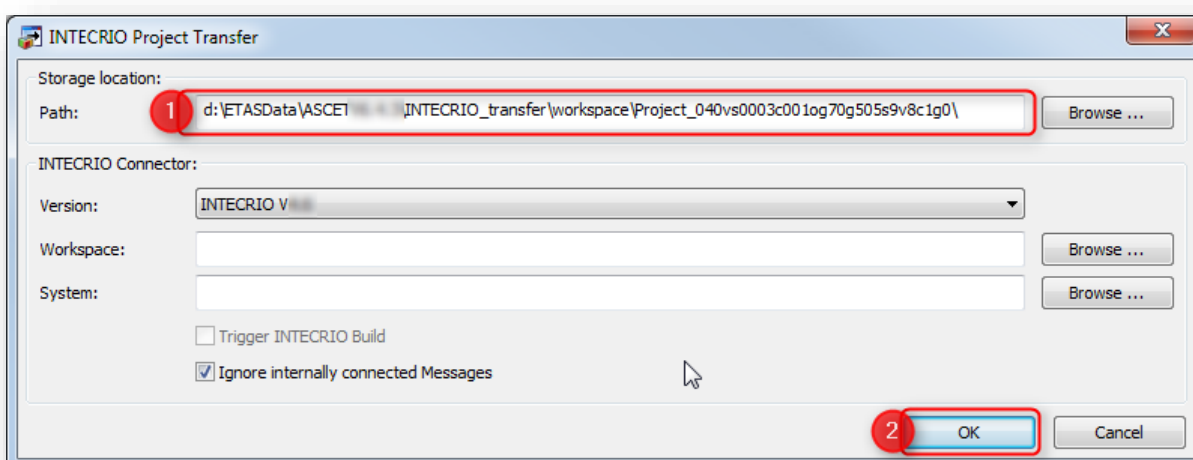 INTECRIO Project Transfer
Storage location:
Path:
1
d:\ETASData\ASCET
\INTECRIO_transfer\workspace\Project_040vs0003c001og70g505s9v8c1g0\
Browse ...
INTECRIO Connector:
Version:
INTECRIO V
Workspace:
Browse ...
System:
Browse ...
Trigger INTECRIO Build
Ignore internally connected Messages
2
OK
Cancel